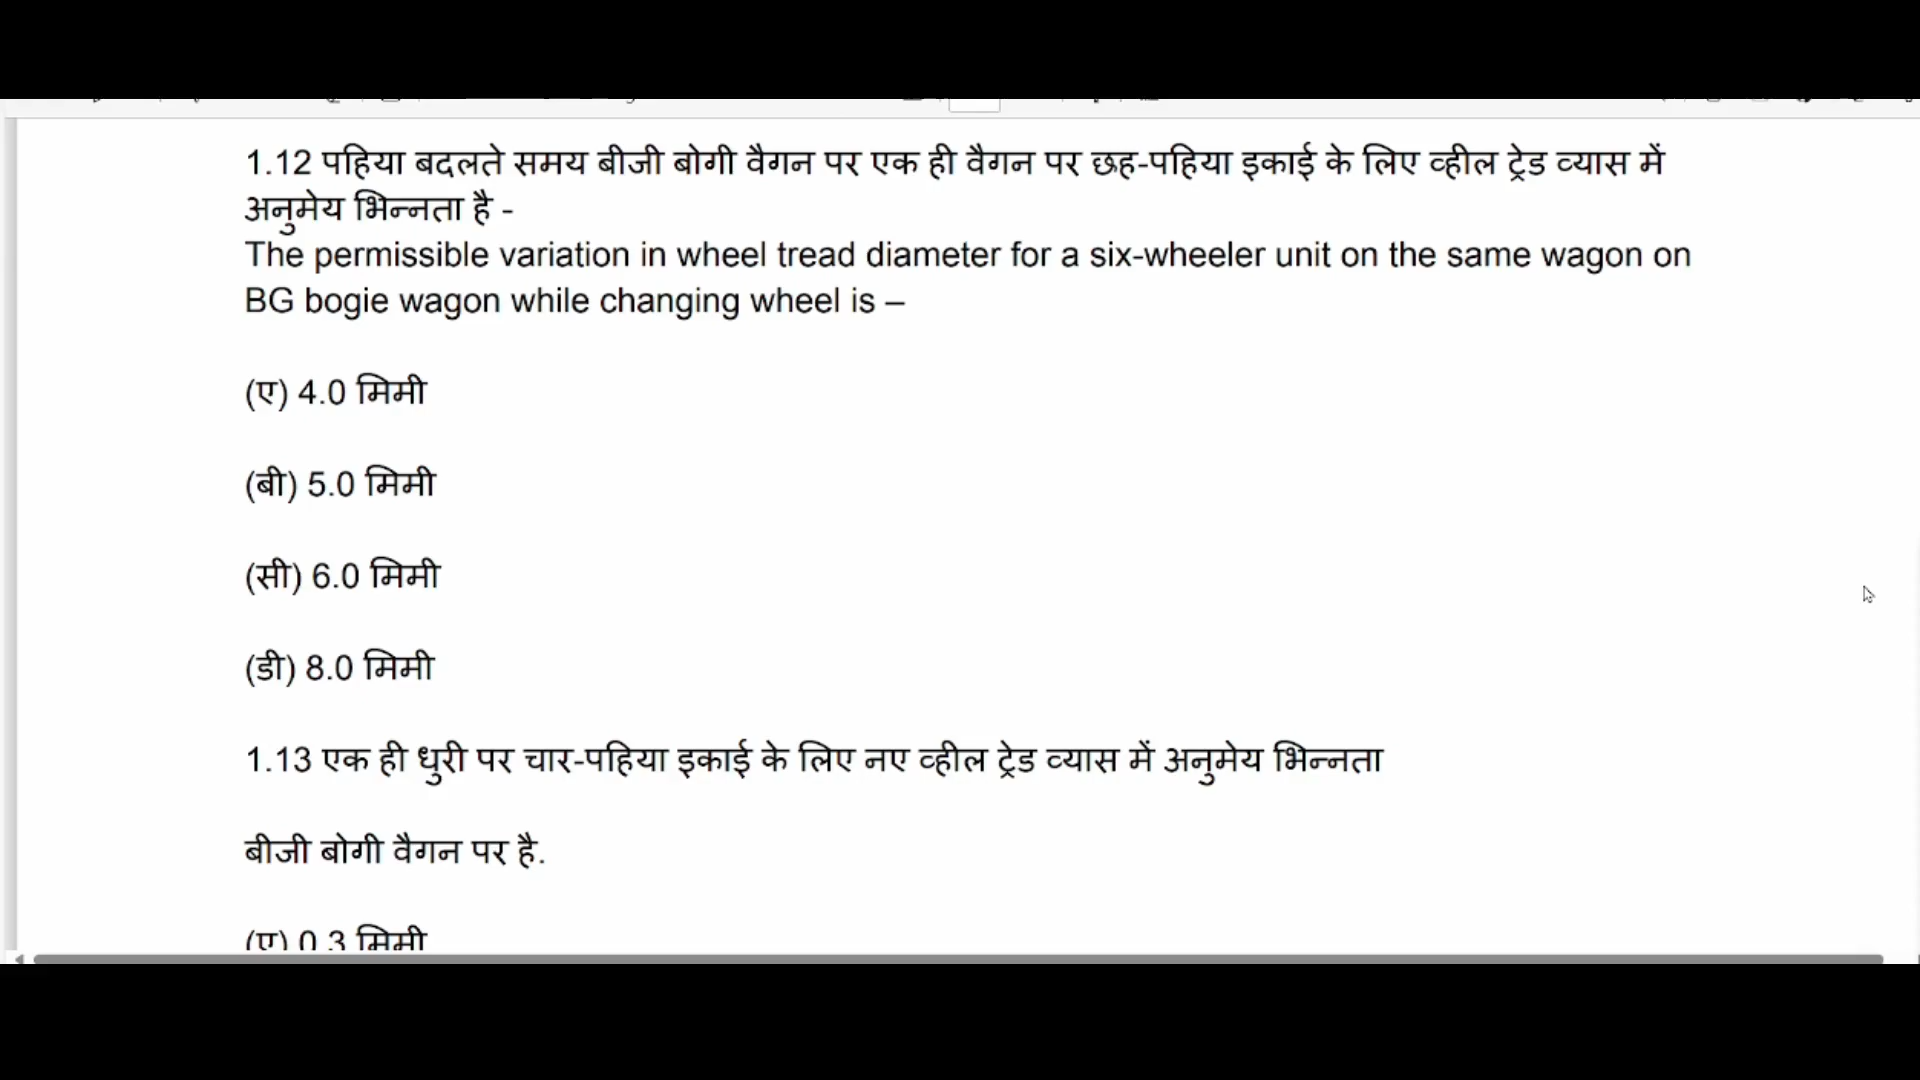 1.12 पहिया बदलते समय बीजी बोगी वैगन पर एक ही वैगन पर छह-पहिया इकाई के लिए व्हील ट्रेड व्यास में
अनुमेय भिन्नता है -
The permissible variation in wheel tread diameter for a six-wheeler unit on the same wagon on
BG bogie wagon while changing wheel is –
(ए) 4.0 मिमी
(बी) 5.0 मिमी
(सी) 6.0 मिमी
(डी) 8.0 मिमी
1.13 एक ही धुरी पर चार-पहिया इकाई के लिए नए व्हील ट्रेड व्यास में अनुमेय भिन्नता
बीजी बोगी वैगन पर है.
(ए) 0.3 मिमी